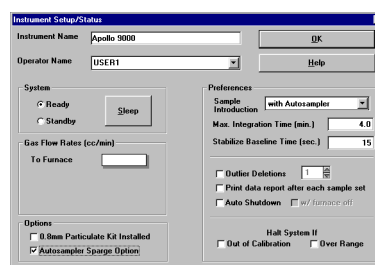 Instrument Setup/Status
Instrument Name Apollo 9000
OK
Operator Name USER1
Help
System
Ready
Standby
Sleep
Gas Flow Rates (cc/min)
To Furnace
Options
0.8mm Particulate Kit Installed
Autosampler Sparge Option
Preferences
Sample Introduction with Autosampler
Max. Integration Time (min.) 4.0
Stabilize Baseline Time (sec.) 15
Outlier Deletions 1
Print data report after each sample set
Auto Shutdown w/ furnace off
Halt System If
Out of Calibration Over Range